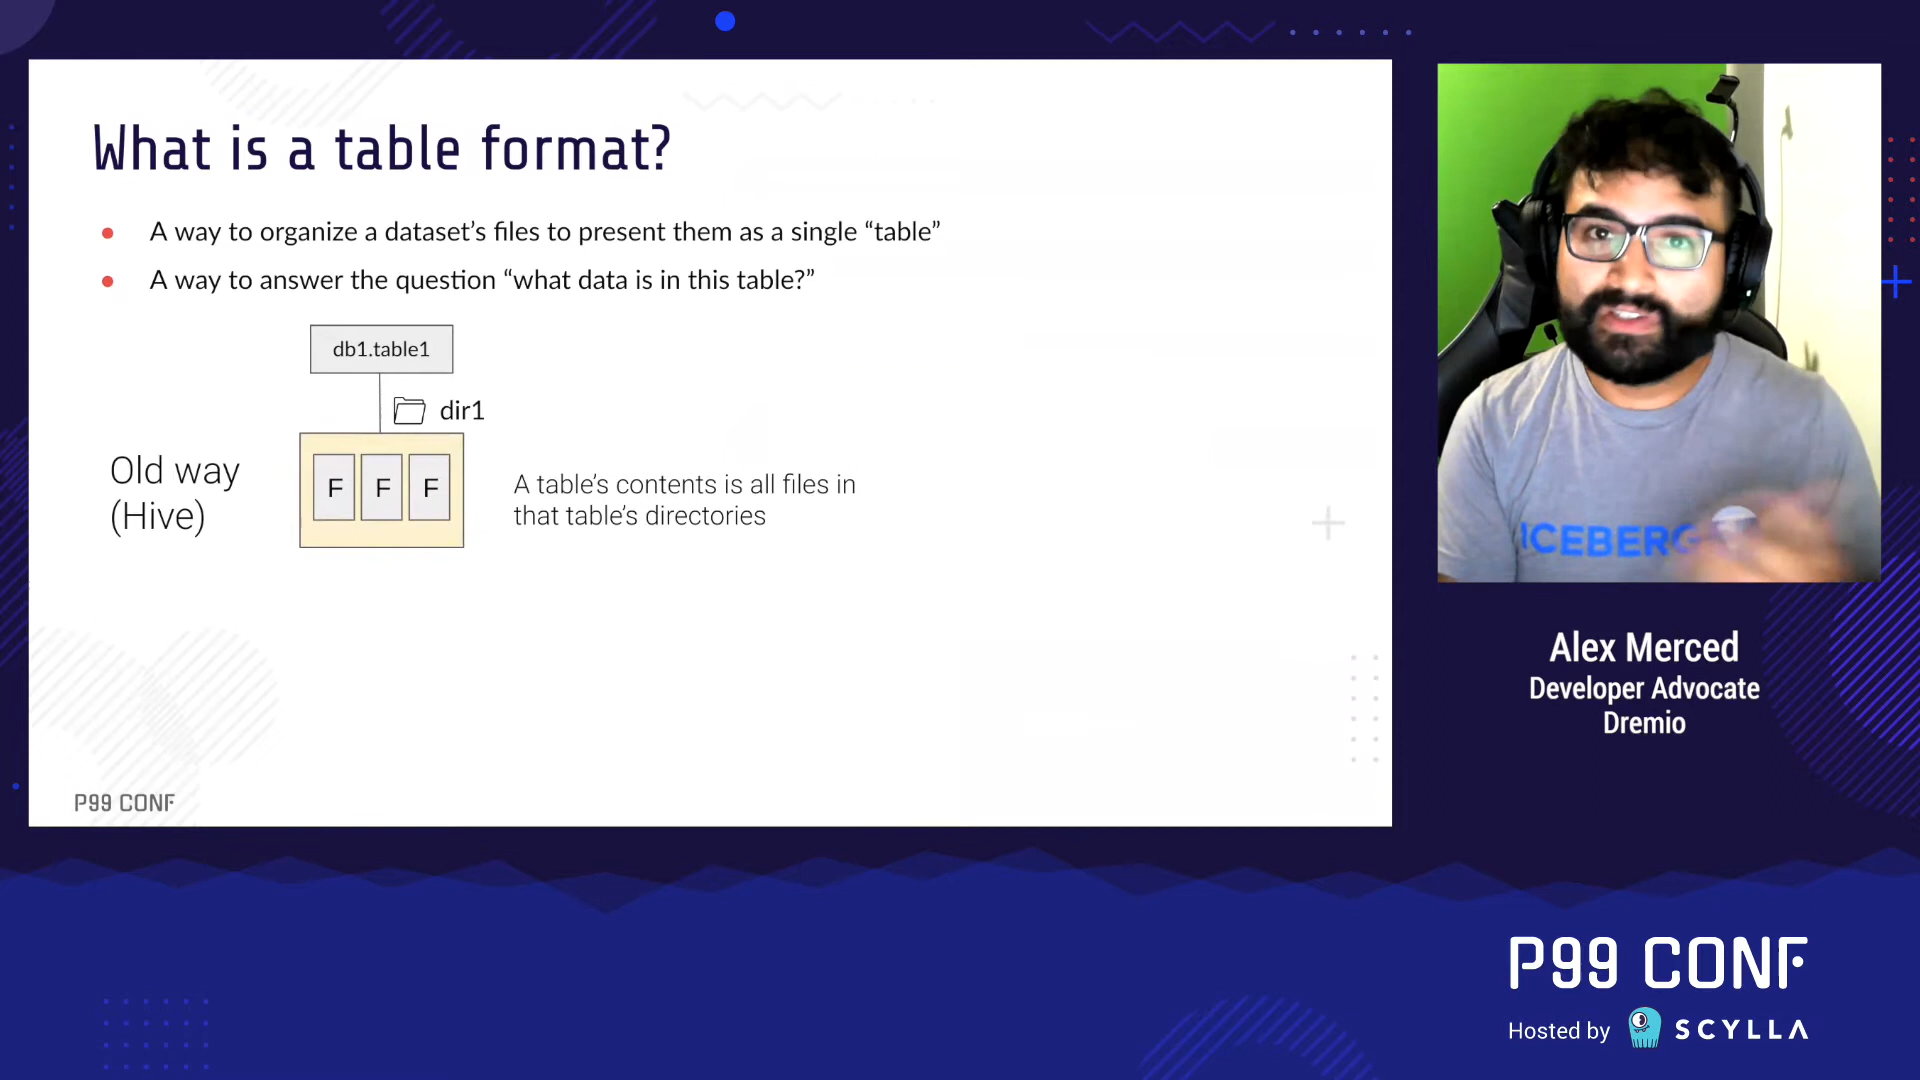 What is a table format?
● A way to organize a dataset’s files to present them as a single “table”
● A way to answer the question “what data is in this table?”
db1.table1
dir1
Old way
(Hive)
F F F
A table’s contents is all files in
that table’s directories
P99 CONF
ICEBERG
Alex Merced
Developer Advocate
Dremio
P99 CONF
Hosted by SCYLLA